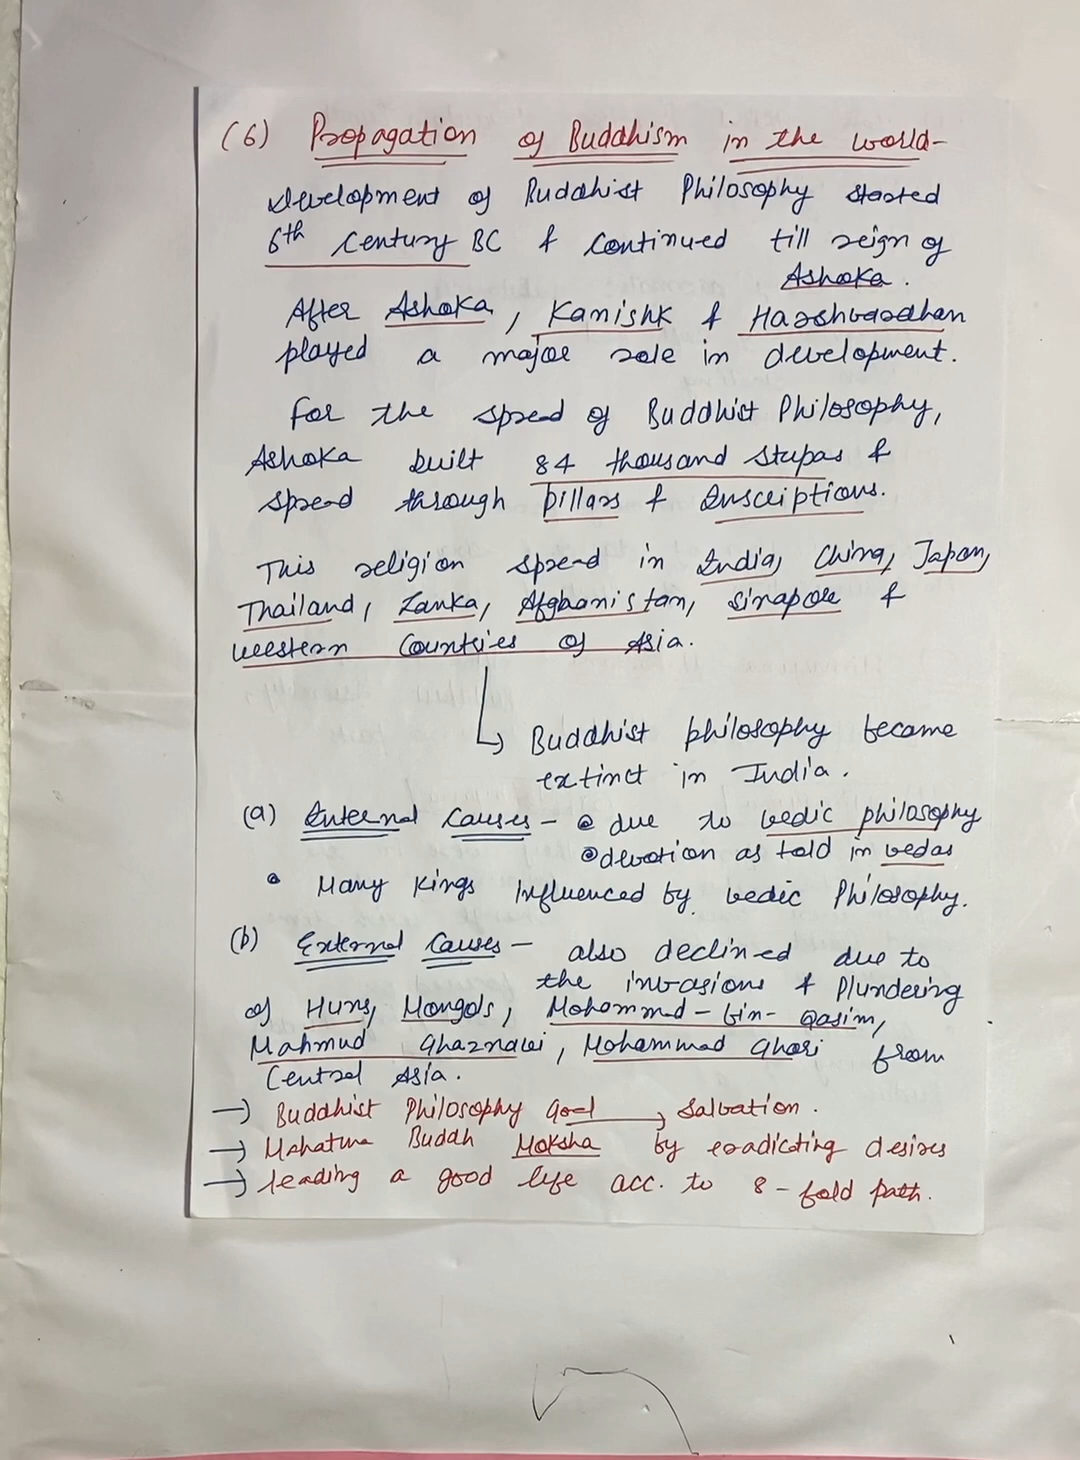 (6) Propagation of Buddhism in the world-
development of Buddhist Philosophy started
6th Century BC & Continued till reign of
Ashoka.
After Ashoka, Kanishk & Harshvardhan
played a major role in development.
For the spread of Buddhist Philosophy,
Ashoka built 84 thousand stupas &
spread through pillars & Inscriptions.
This religion spread in India, China, Japan,
Thailand, Lanka, Afghanistan, Sinapore &
western Countries of Asia.
↳ Buddhist philosophy became
extinct in India.
(a) Internal Causes - due to vedic philosophy
devotion as told in vedas
• Many Kings Influenced by vedic Philosophy.
(b) External Causes - also declined due to
the invasions & Plundering
of Huns, Mongols, Mohommad-bin-Qasim,
Mahmud Ghaznavi, Mohammad Ghori from
Central Asia.
→ Buddhist Philosophy Goal → Salvation.
→ Mahatma Buddh Moksha by eradicating desires
→ leading a good life acc. to 8-fold path.